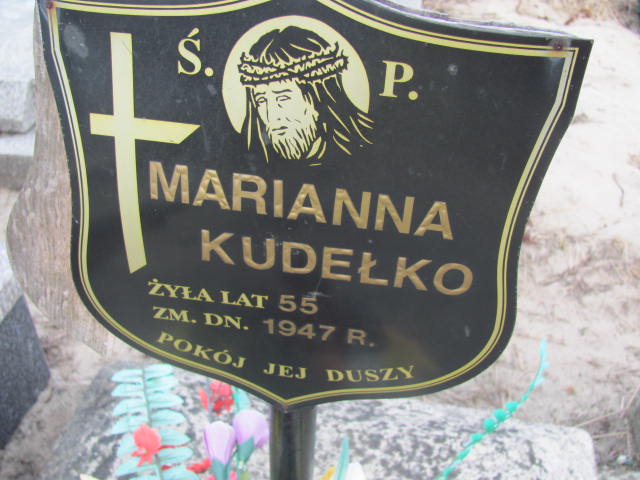 Ś. P.
MARIANNA
KUDEŁKO
ŻYŁA LAT 55
ZM. DN. 1947 R.
POKÓJ JEJ DUSZY